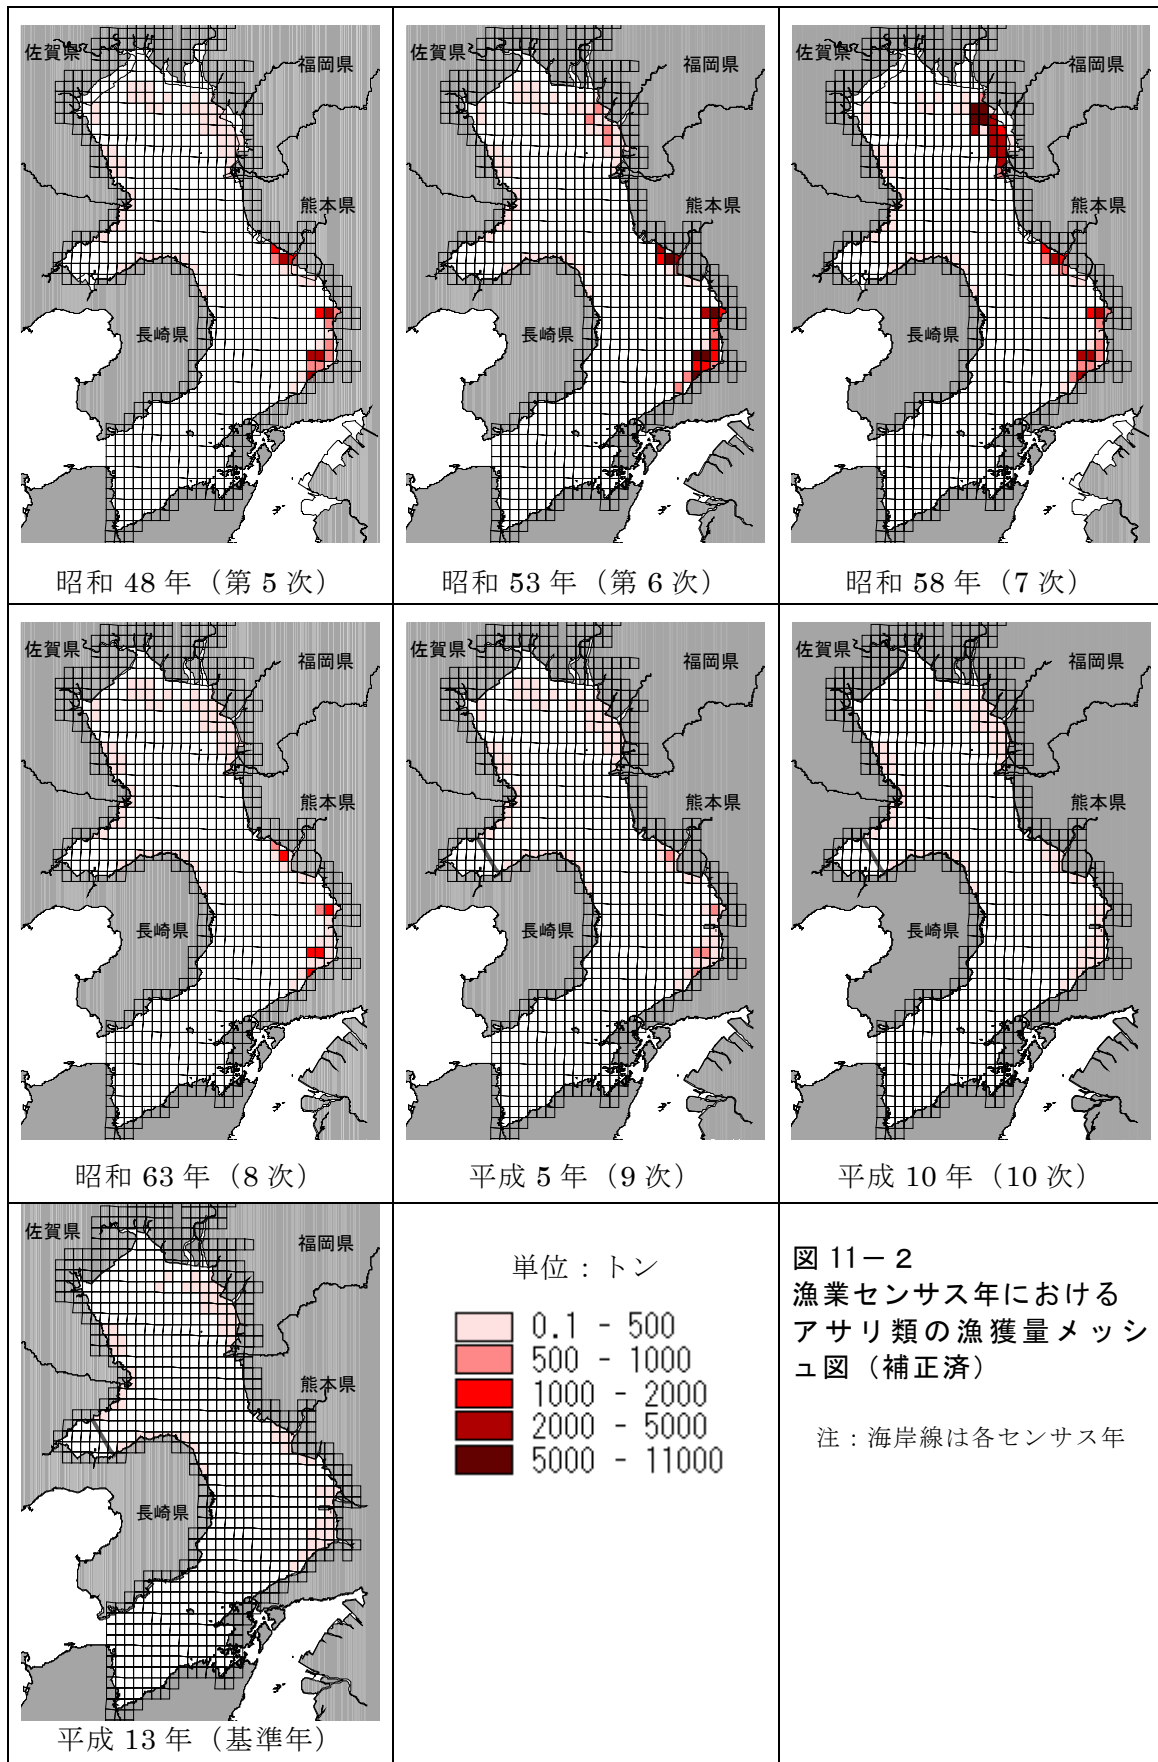 佐賀県
福岡県
熊本県
長崎県
昭和 48 年（第 5 次）
佐賀県
福岡県
熊本県
長崎県
昭和 53 年（第 6 次）
佐賀県
福岡県
熊本県
長崎県
昭和 58 年（7 次）
佐賀県
福岡県
熊本県
長崎県
昭和 63 年（8 次）
佐賀県
福岡県
熊本県
長崎県
平成 5 年（9 次）
佐賀県
福岡県
熊本県
長崎県
平成 10 年（10 次）
佐賀県
福岡県
熊本県
長崎県
平成 13 年（基準年）
単位：トン
0.1 - 500
500 - 1000
1000 - 2000
2000 - 5000
5000 - 11000
図 11－２
漁業センサス年における
アサリ類の漁獲量メッシ
ュ図（補正済）
注：海岸線は各センサス年